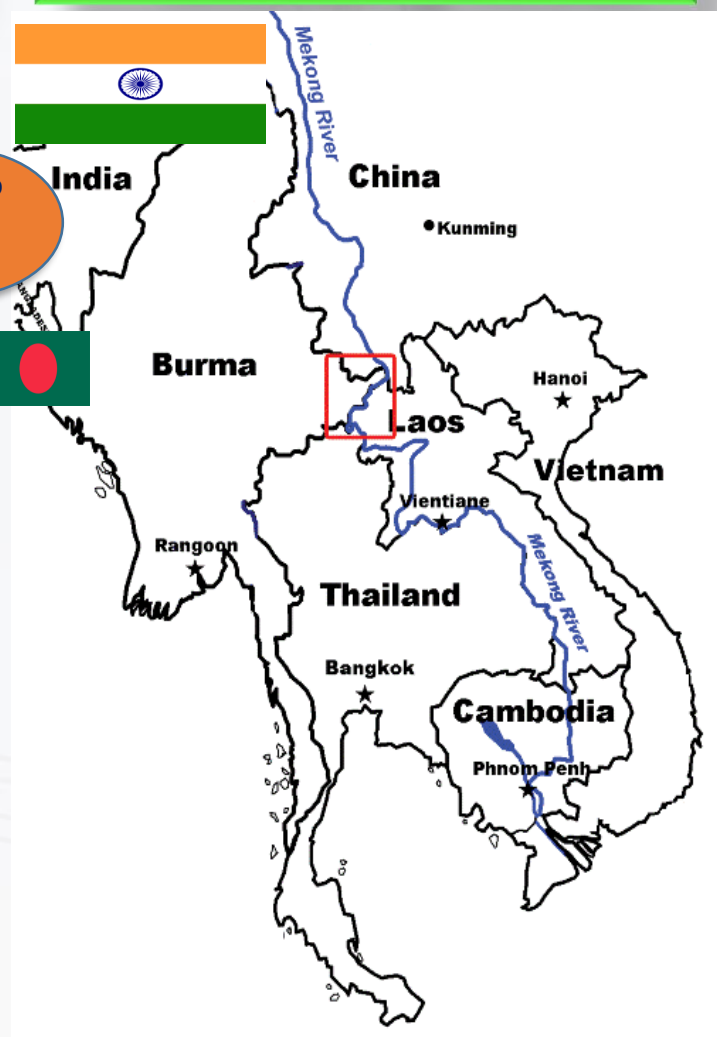 Mekong River
India
China
Kunming
Burma
Hanoi
Laos
Vietnam
Vientiane
Rangoon
Mekong River
Thailand
Bangkok
Cambodia
Phnom Penh